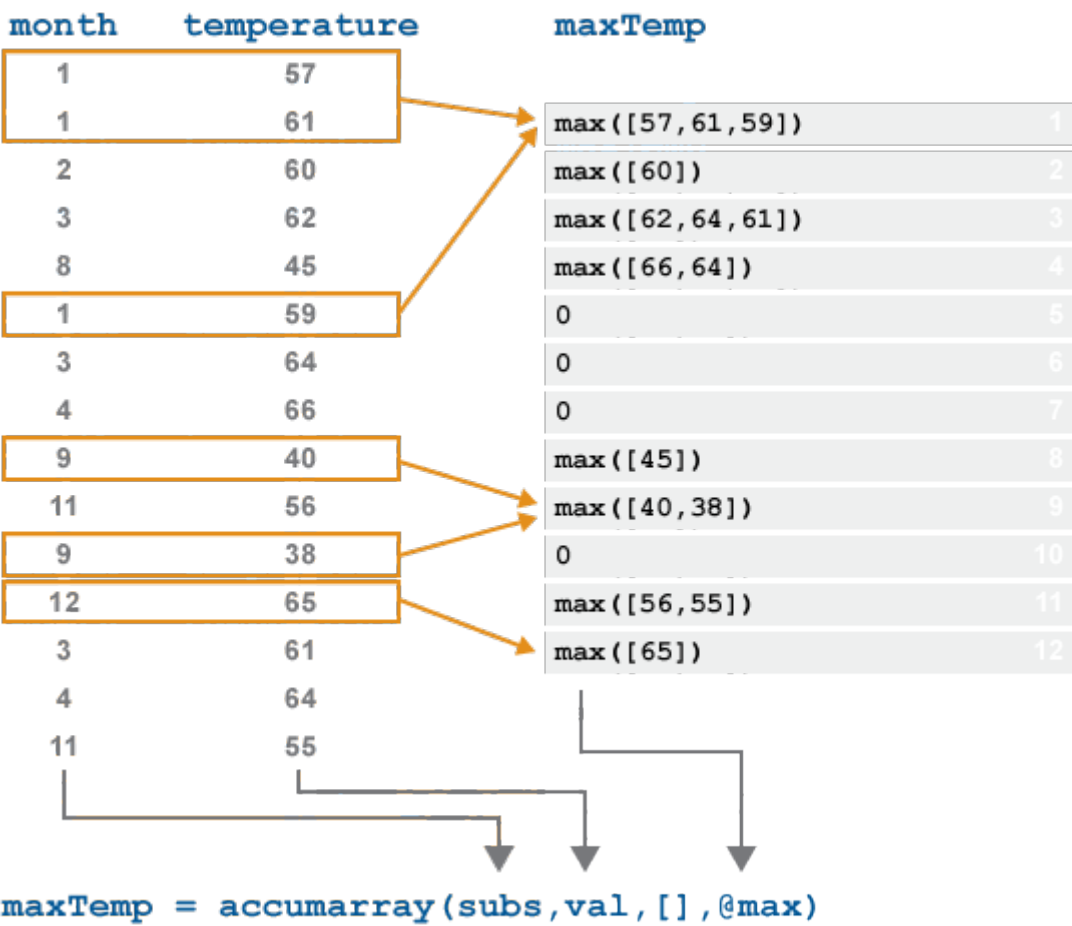 month temperature maxTemp
1 57
1 61 max([57,61,59]) 1
2 60 max([60]) 2
3 62 max([62,64,61]) 3
8 45 max([66,64]) 4
1 59 0 5
3 64 0 6
4 66 0 7
9 40 max([45]) 8
11 56 max([40,38]) 9
9 38 0 10
12 65 max([56,55]) 11
3 61 max([65]) 12
4 64
11 55
maxTemp = accumarray(subs,val,[],@max)